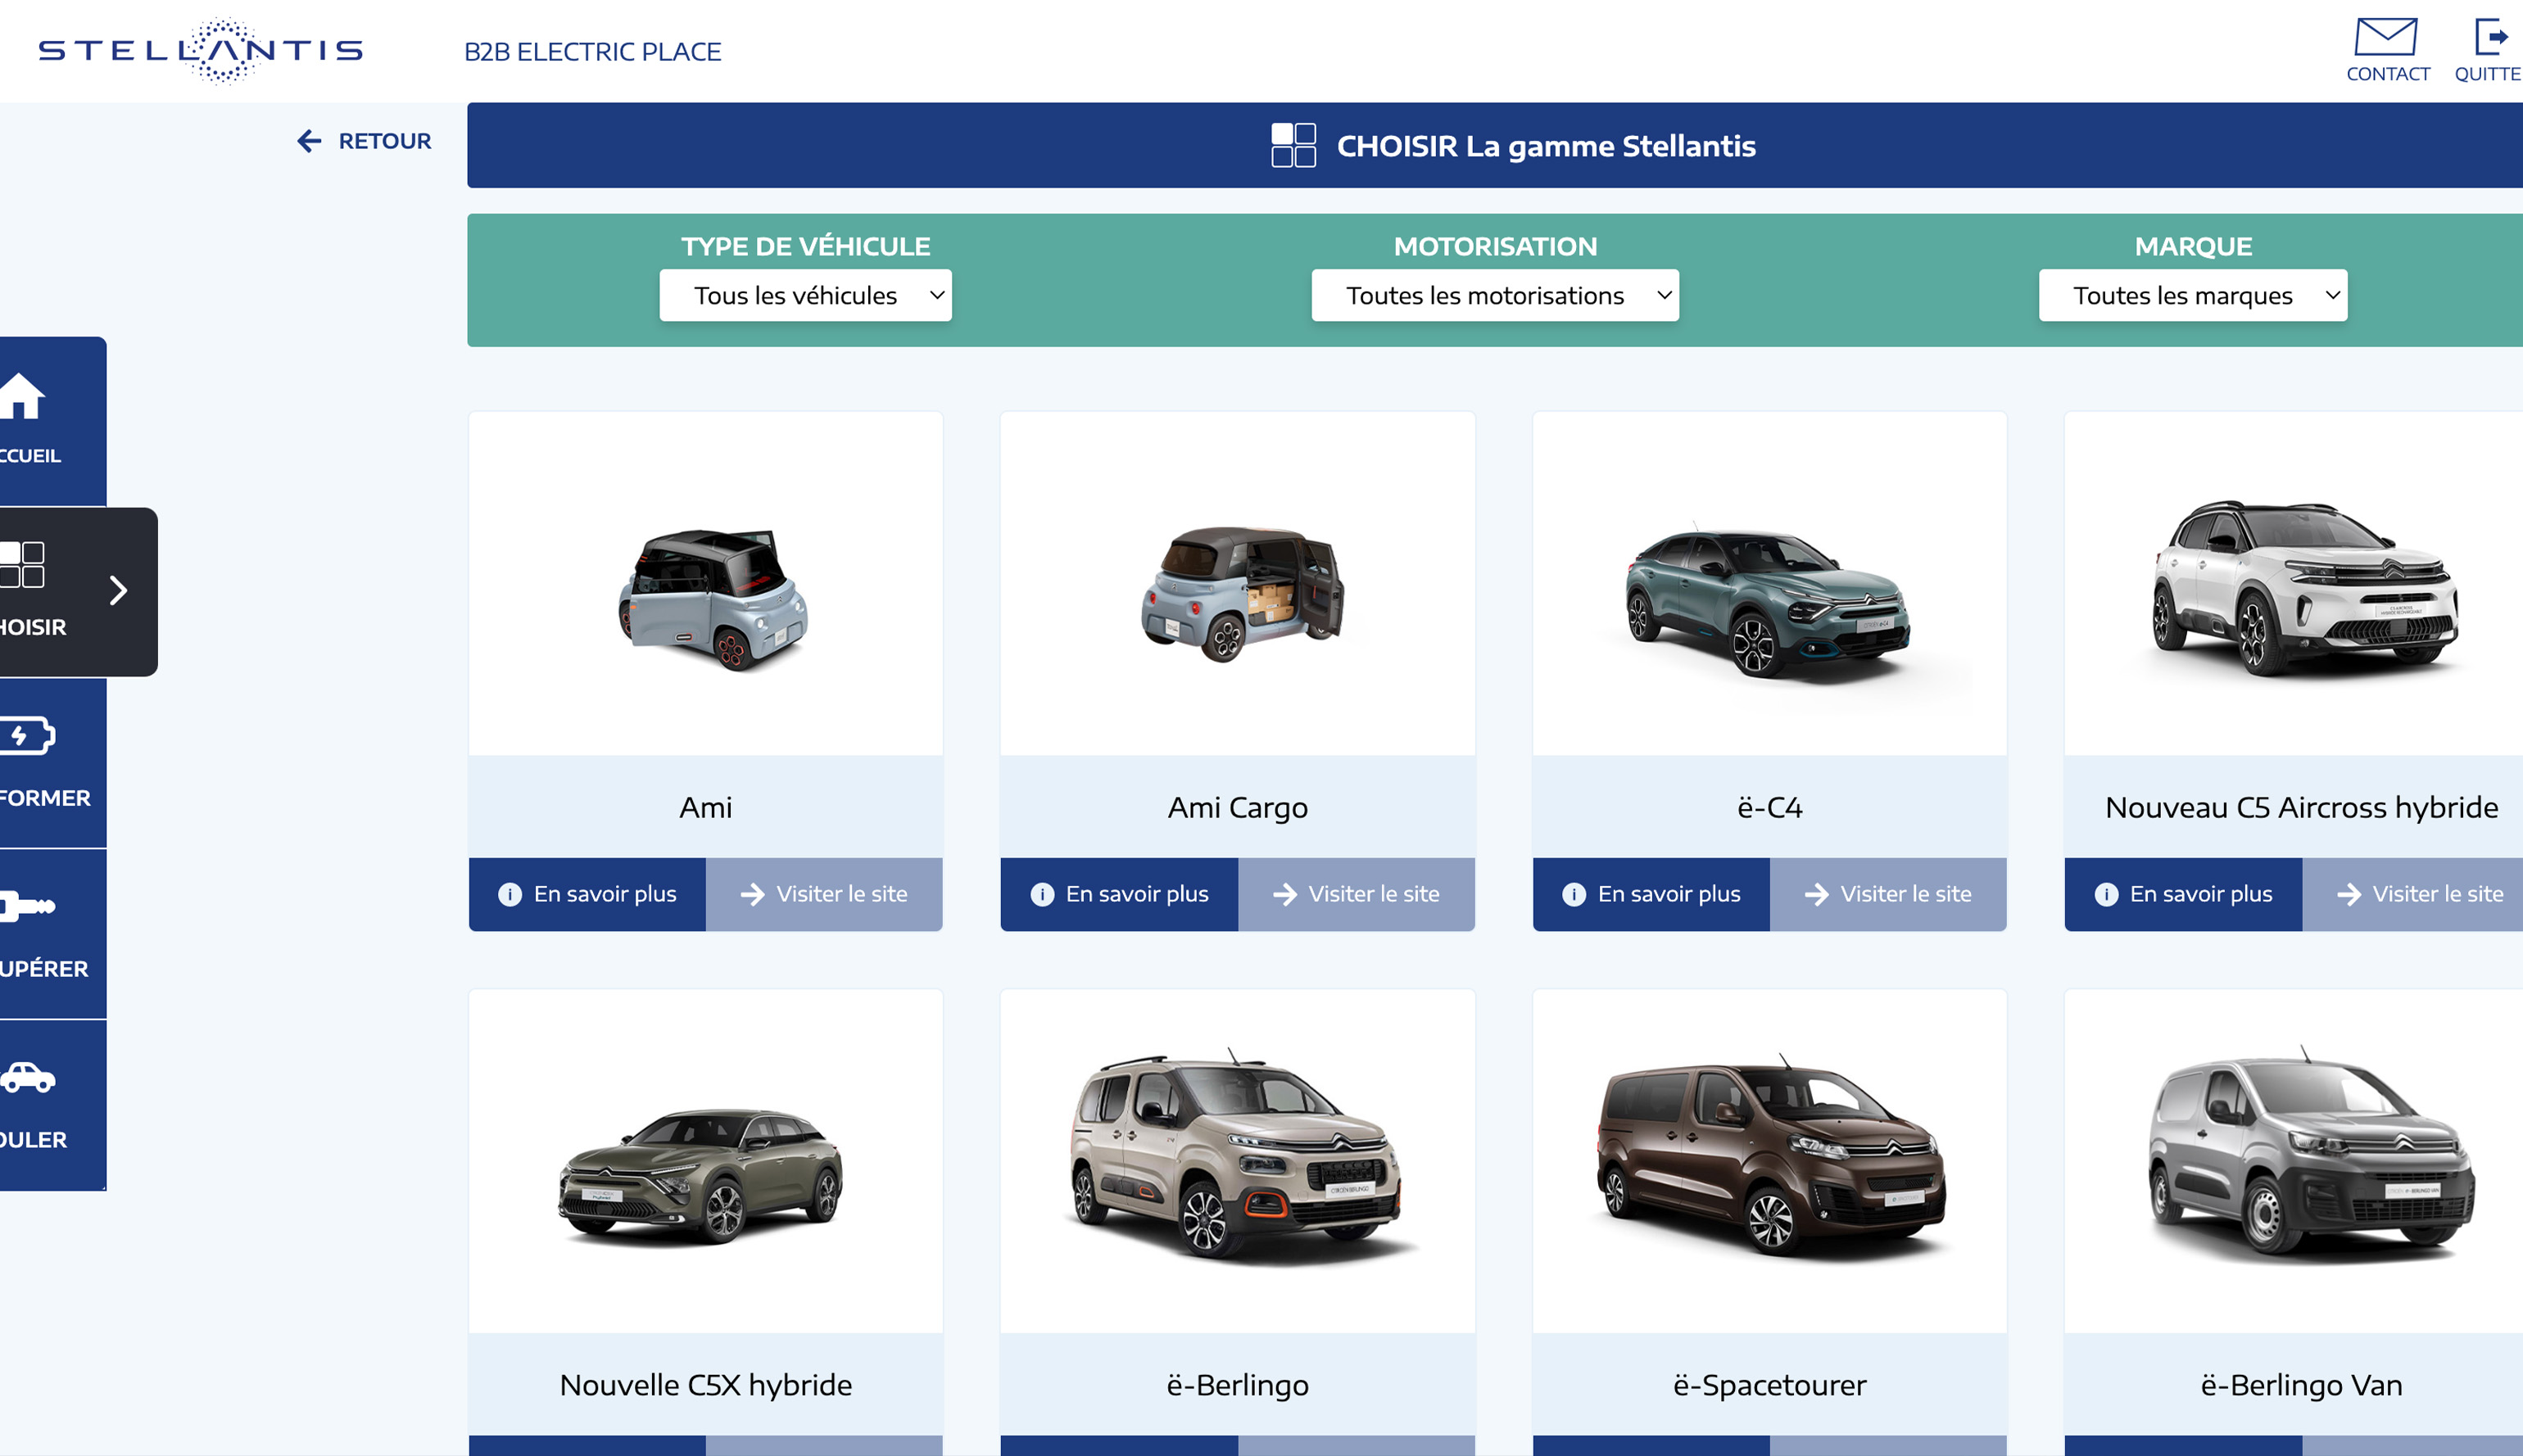 STELLANTIS
B2B ELECTRIC PLACE
CONTACT
QUITTE
RETOUR
CHOISIR La gamme Stellantis
TYPE DE VÉHICULE
MOTORISATION
MARQUE
Tous les véhicules
Toutes les motorisations
Toutes les marques
CCUEIL
HOISIR
FORMER
UPÉRER
OULER
Ami
Ami Cargo
ë-C4
Nouveau C5 Aircross hybride
En savoir plus
Visiter le site
En savoir plus
Visiter le site
En savoir plus
Visiter le site
En savoir plus
Visiter le site
Nouvelle C5X hybride
ë-Berlingo
ë-Spacetourer
ë-Berlingo Van